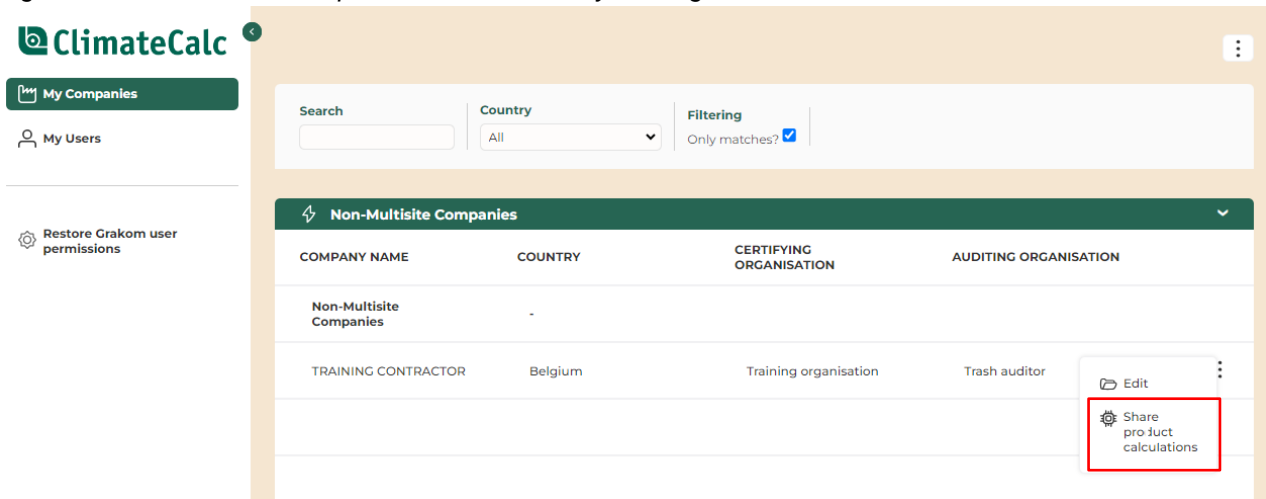 ClimateCalc
My Companies
My Users
Restore Grakom user
permissions
Search
Country
All
Filtering
Only matches?
Non-Multisite Companies
COMPANY NAME
COUNTRY
CERTIFYING
ORGANISATION
AUDITING ORGANISATION
Non-Multisite
Companies
-
TRAINING CONTRACTOR
Belgium
Training organisation
Trash auditor
Edit
Share
product
calculations